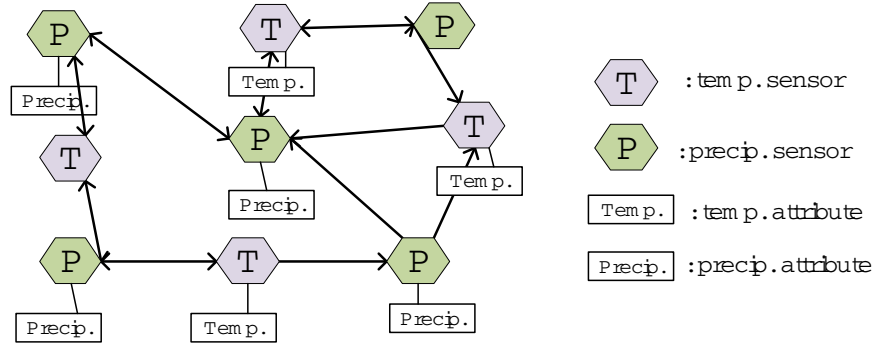 P
T
P
Precip.
Temp.
T
P
T
Precip.
Temp.
P
T
P
Precip.
Temp.
Precip.
T :temp.sensor
P :precip.sensor
Temp. :temp.attribute
Precip. :precip.attribute